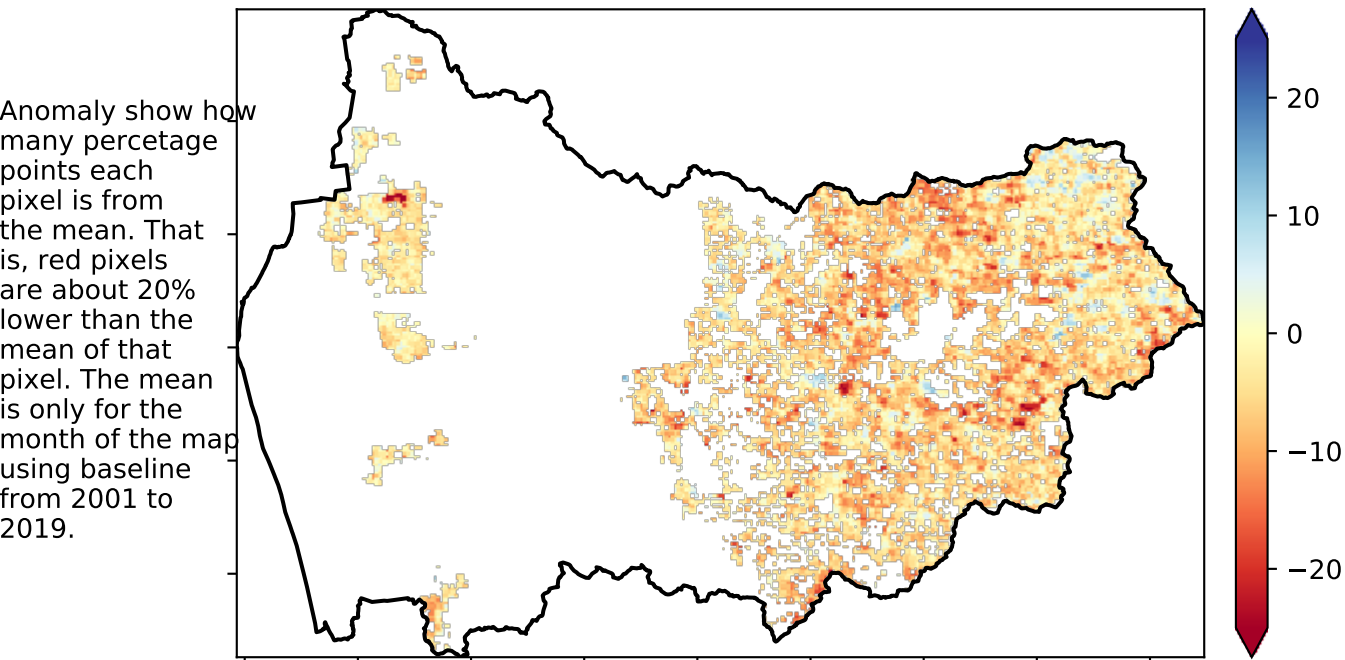 Anomaly show how
many percetage
points each
pixel is from
the mean. That
is, red pixels
are about 20%
lower than the
mean of that
pixel. The mean
is only for the
month of the map
using baseline
from 2001 to
2019.
20
10
0
−10
−20